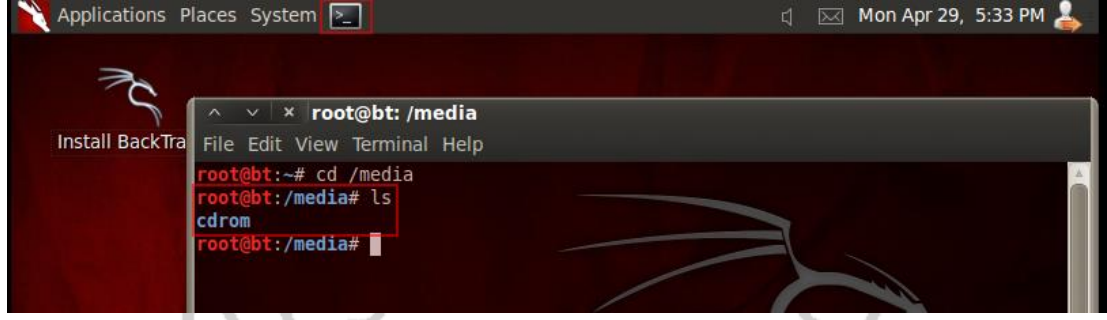 Applications Places System Mon Apr 29, 5:33 PM
Install BackTra
root@bt: /media
File Edit View Terminal Help
root@bt:~# cd /media
root@bt:/media# ls
cdrom
root@bt:/media#